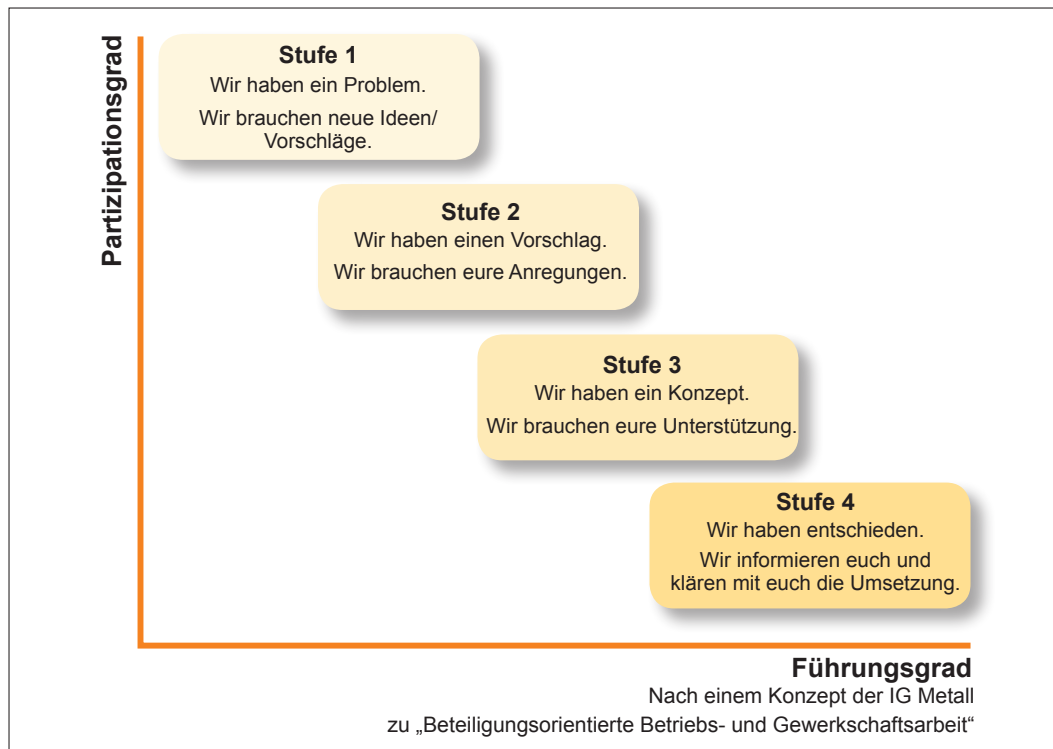 Partizipationsgrad
Stufe 1
Wir haben ein Problem.
Wir brauchen neue Ideen/
Vorschläge.
Stufe 2
Wir haben einen Vorschlag.
Wir brauchen eure Anregungen.
Stufe 3
Wir haben ein Konzept.
Wir brauchen eure Unterstützung.
Stufe 4
Wir haben entschieden.
Wir informieren euch und
klären mit euch die Umsetzung.
Führungsgrad
Nach einem Konzept der IG Metall
zu „Beteiligungsorientierte Betriebs- und Gewerkschaftsarbeit“